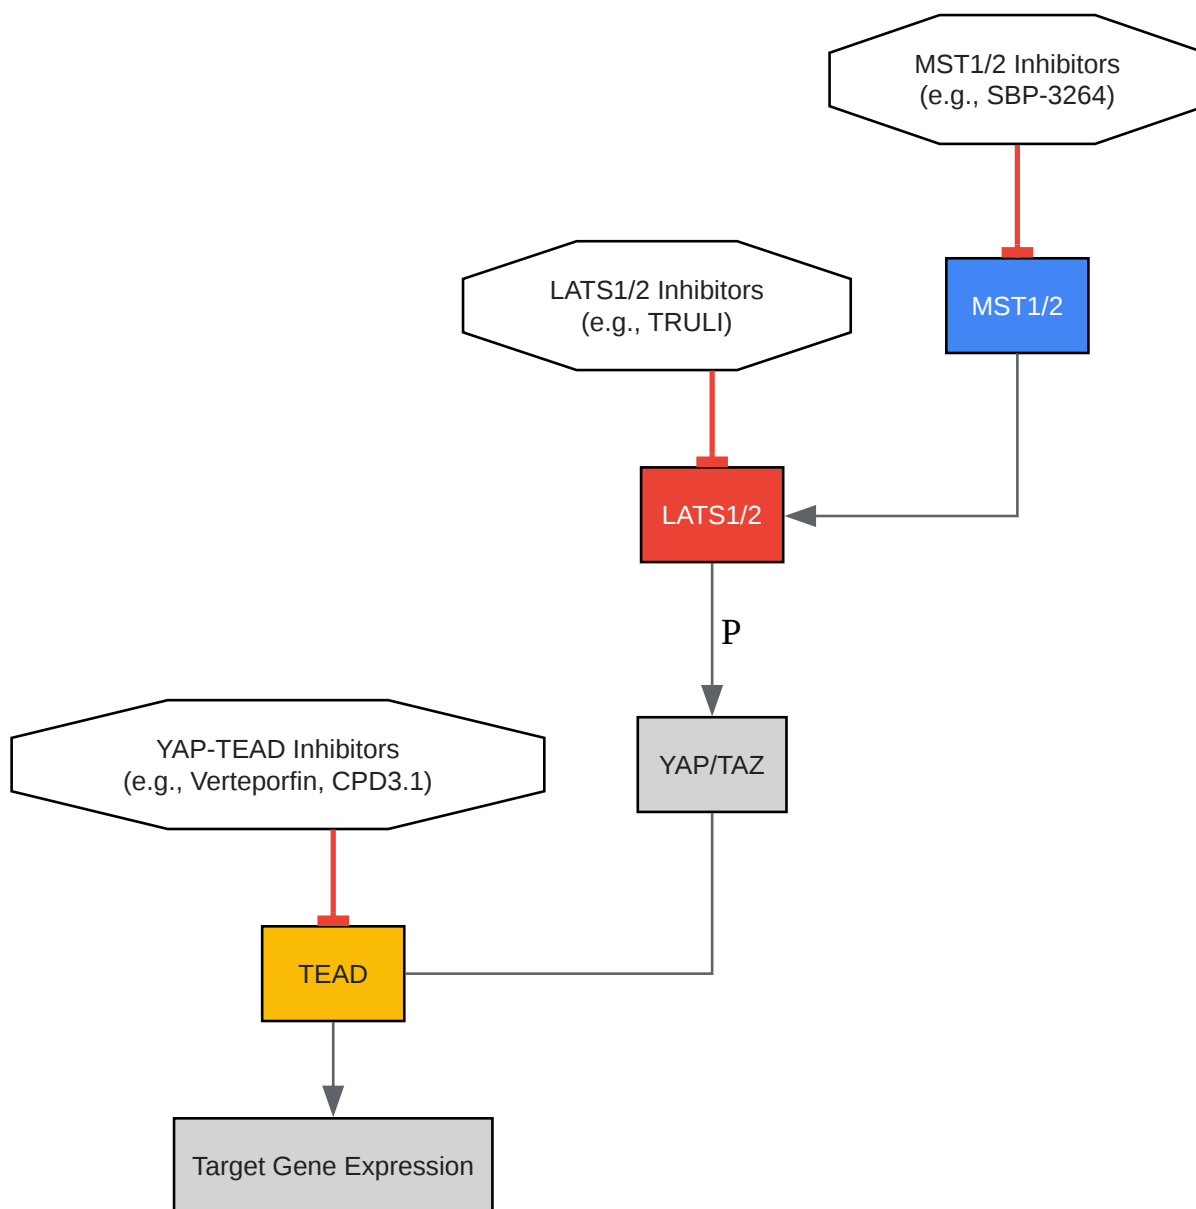 MST1/2 Inhibitors
(e.g., SBP-3264)
LATS1/2 Inhibitors
(e.g., TRULI)
MST1/2
LATS1/2
P
YAP-TEAD Inhibitors
(e.g., Verteporfin, CPD3.1)
YAP/TAZ
TEAD
Target Gene Expression